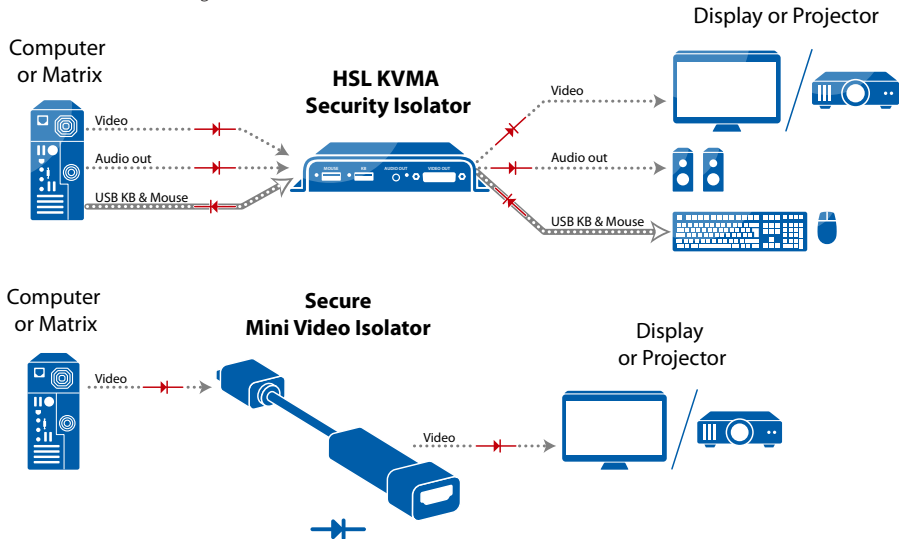 Display or Projector
Computer
or Matrix
HSL KVMA
Security Isolator
Video
Video
Audio out
Audio out
MOUSE
KB
AUDIO OUT
VIDEO OUT
USB KB & Mouse
USB KB & Mouse
Computer
or Matrix
Secure
Mini Video Isolator
Display
or Projector
Video
Video